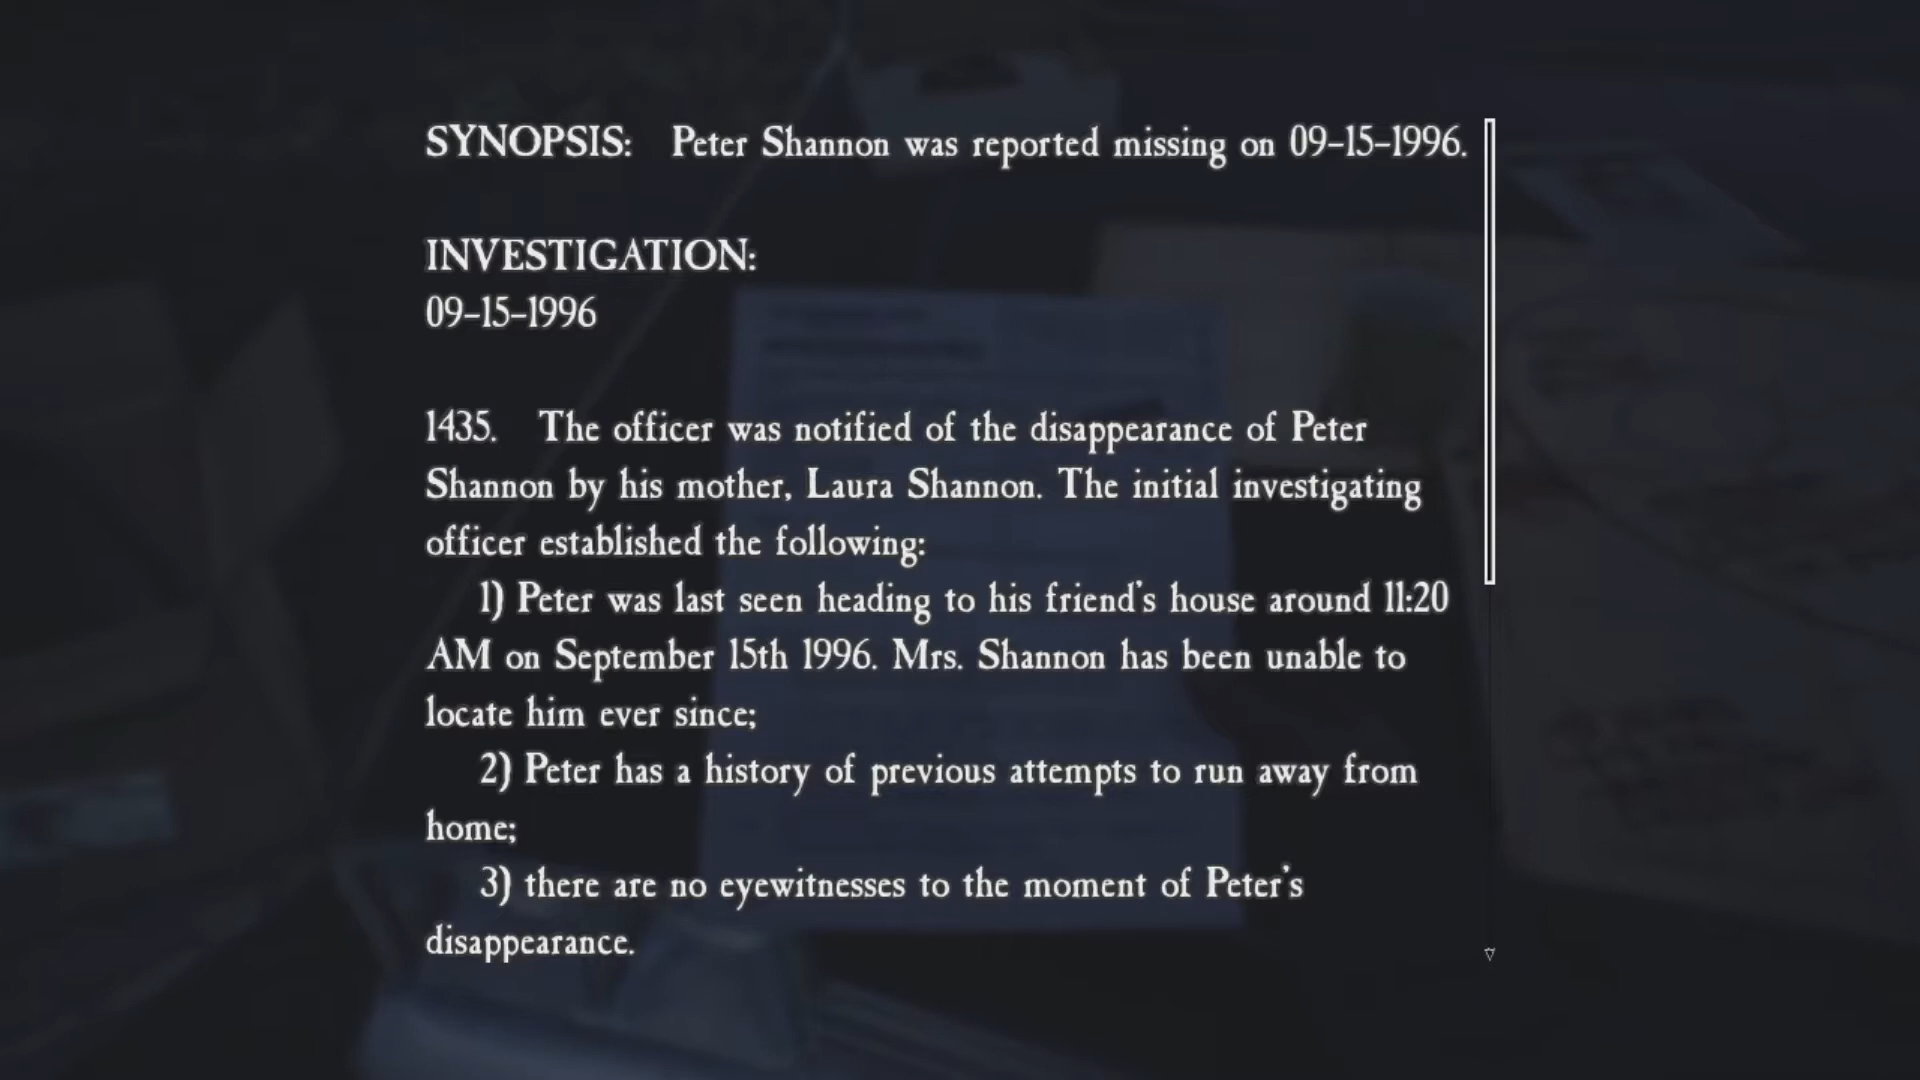 SYNOPSIS: Peter Shannon was reported missing on 09-15-1996.
INVESTIGATION:
09-15-1996
1435. The officer was notified of the disappearance of Peter
Shannon by his mother, Laura Shannon. The initial investigating
officer established the following:
1) Peter was last seen heading to his friend's house around 11:20
AM on September 15th 1996. Mrs. Shannon has been unable to
locate him ever since;
2) Peter has a history of previous attempts to run away from
home;
3) there are no eyewitnesses to the moment of Peter's
disappearance.